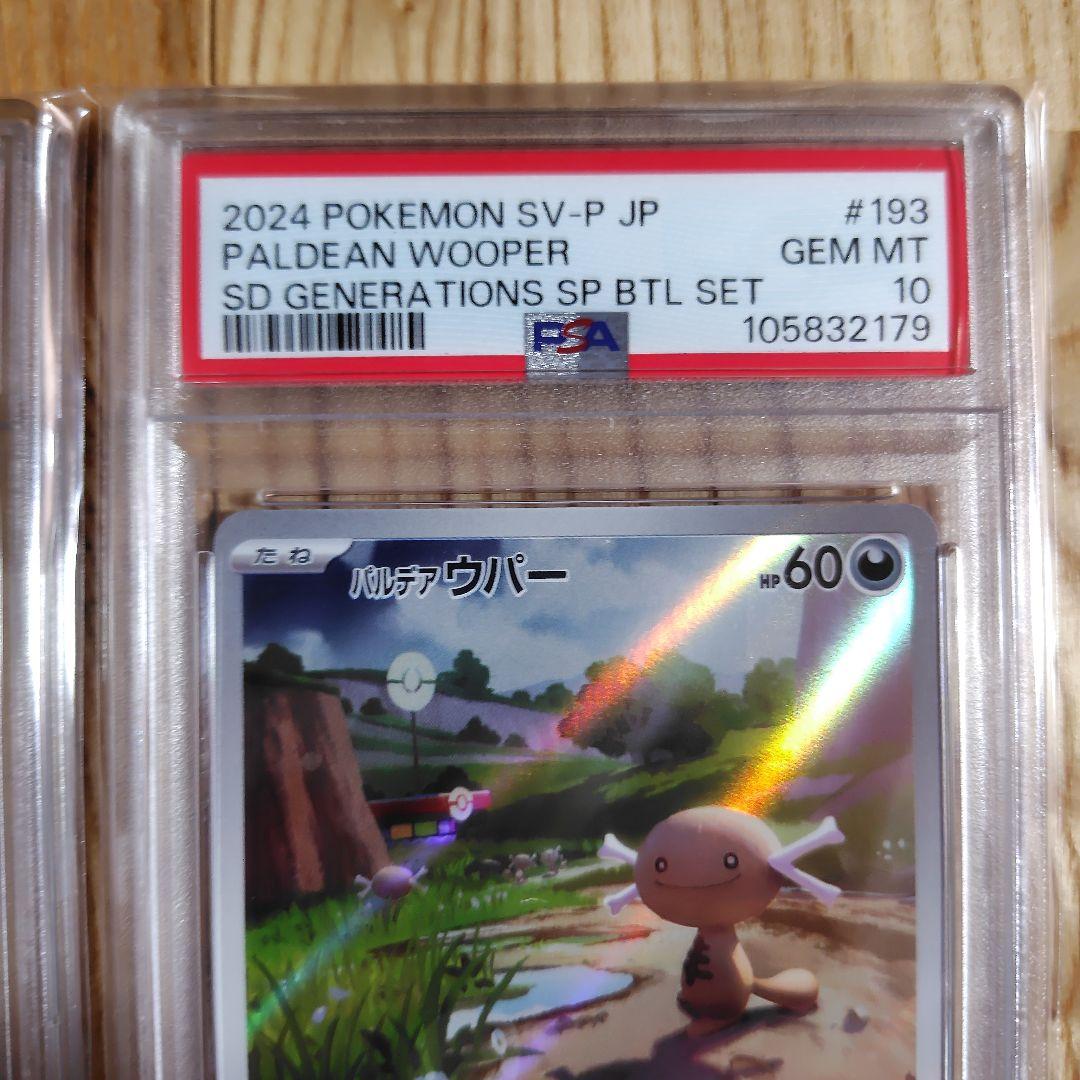 2024 POKEMON SV-P JP #193
PALDEAN WOOPER GEM MT
SD GENERATIONS SP BTL SET 10
PSA 105832179
たね パルデアウパー HP60